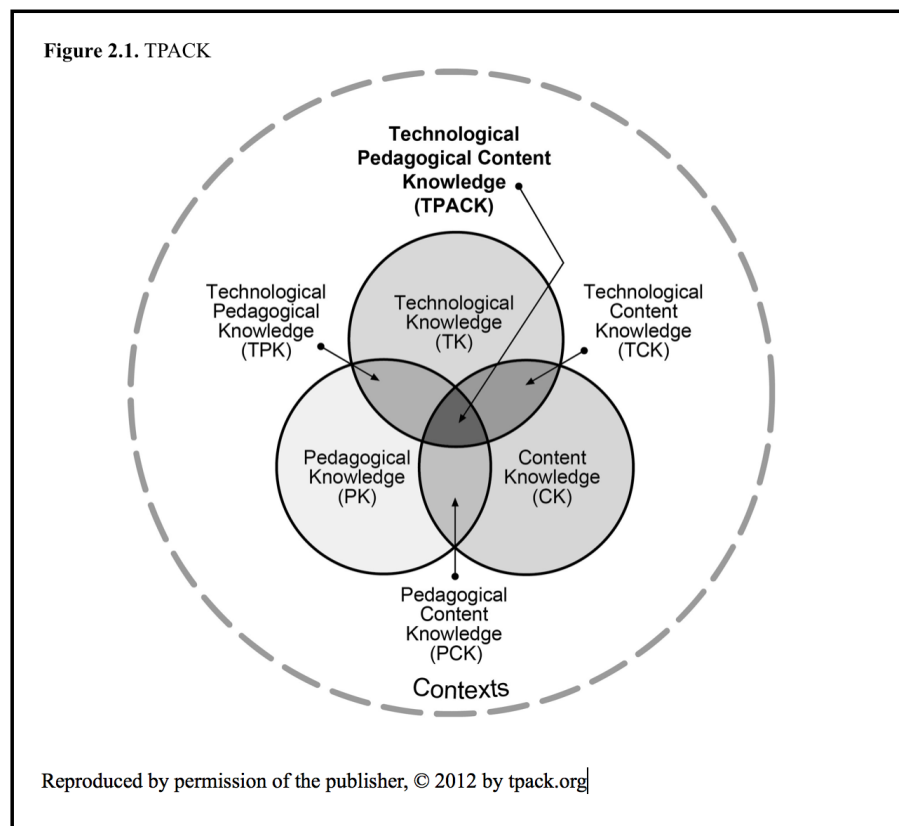 Figure 2.1. TPACK
Technological
Pedagogical Content
Knowledge
(TPACK)
Technological
Pedagogical
Knowledge
(TPK)
Technological
Knowledge
(TK)
Technological
Content
Knowledge
(TCK)
Pedagogical
Knowledge
(PK)
Content
Knowledge
(CK)
Pedagogical
Content
Knowledge
(PCK)
Contexts
Reproduced by permission of the publisher, © 2012 by tpack.org